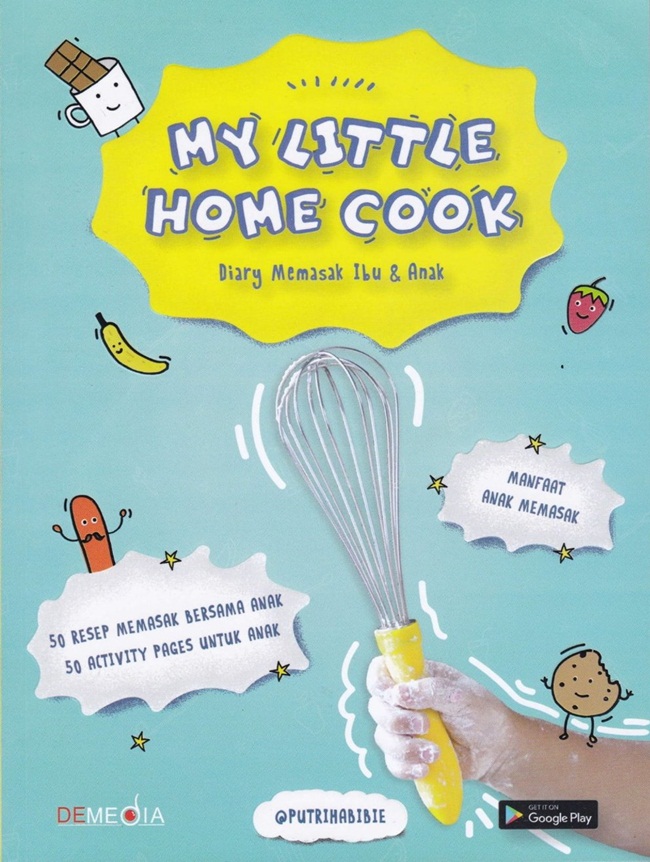 MY LITTLE
HOME COOK
Diary Memasak Ibu & Anak
MANFAAT
ANAK MEMASAK
50 RESEP MEMASAK BERSAMA ANAK
50 ACTIVITY PAGES UNTUK ANAK
DEMEDIA
@PUTRIHABIBIE
GET IT ON
Google Play